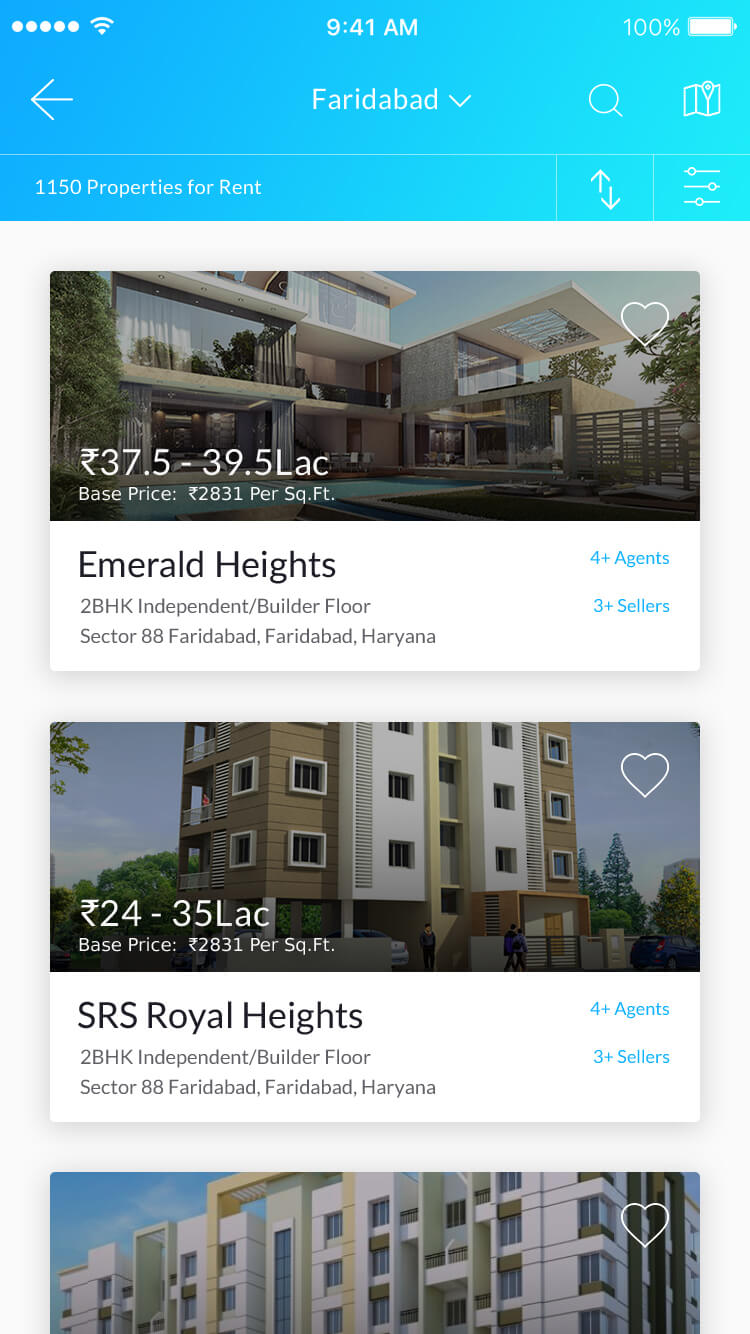 9:41 AM 100%
Faridabad
1150 Properties for Rent
₹37.5 - 39.5Lac
Base Price: ₹2831 Per Sq.Ft.
Emerald Heights
4+ Agents
2BHK Independent/Builder Floor
3+ Sellers
Sector 88 Faridabad, Faridabad, Haryana
₹24 - 35Lac
Base Price: ₹2831 Per Sq.Ft.
SRS Royal Heights
4+ Agents
2BHK Independent/Builder Floor
3+ Sellers
Sector 88 Faridabad, Faridabad, Haryana